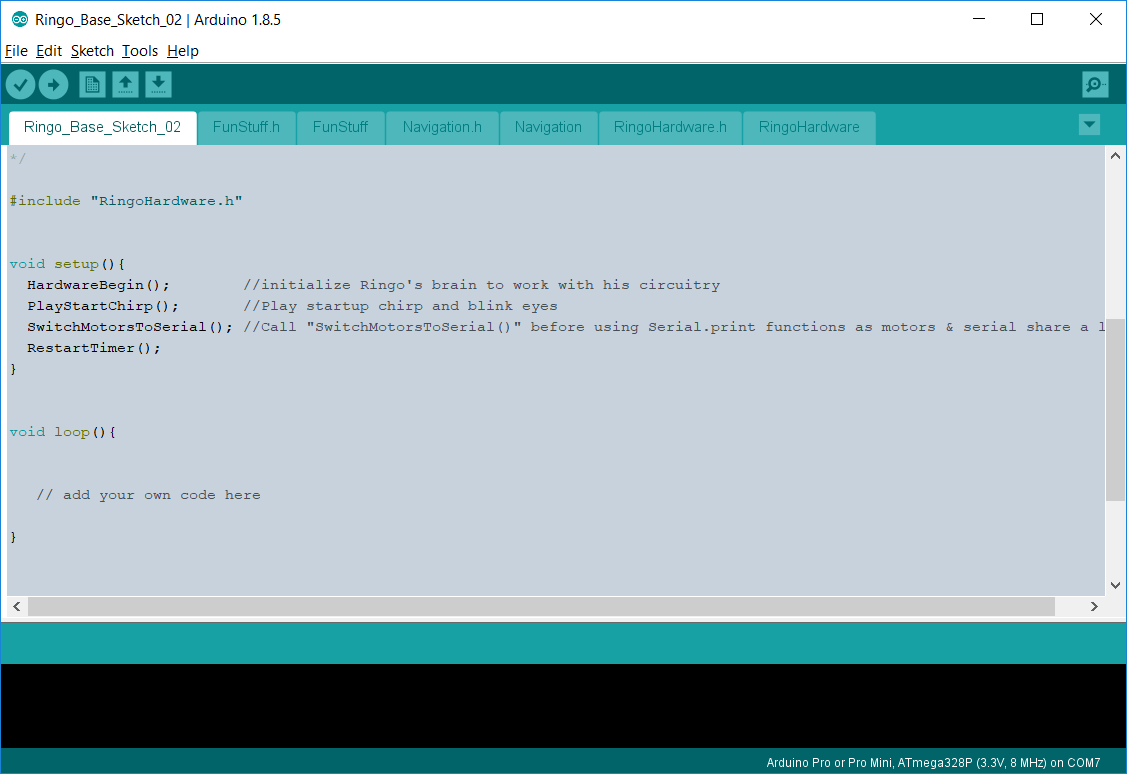 Ringo_Base_Sketch_02 | Arduino 1.8.5
File Edit Sketch Tools Help
Ringo_Base_Sketch_02 FunStuff.h FunStuff Navigation.h Navigation RingoHardware.h RingoHardware
*/
#include "RingoHardware.h"
void setup(){
HardwareBegin();        //initialize Ringo's brain to work with his circuitry
PlayStartChirp();       //Play startup chirp and blink eyes
SwitchMotorsToSerial(); //Call "SwitchMotorsToSerial()" before using Serial.print functions as motors & serial share a l
RestartTimer();
}
void loop(){
// add your own code here
}
Arduino Pro or Pro Mini, ATmega328P (3.3V, 8 MHz) on COM7